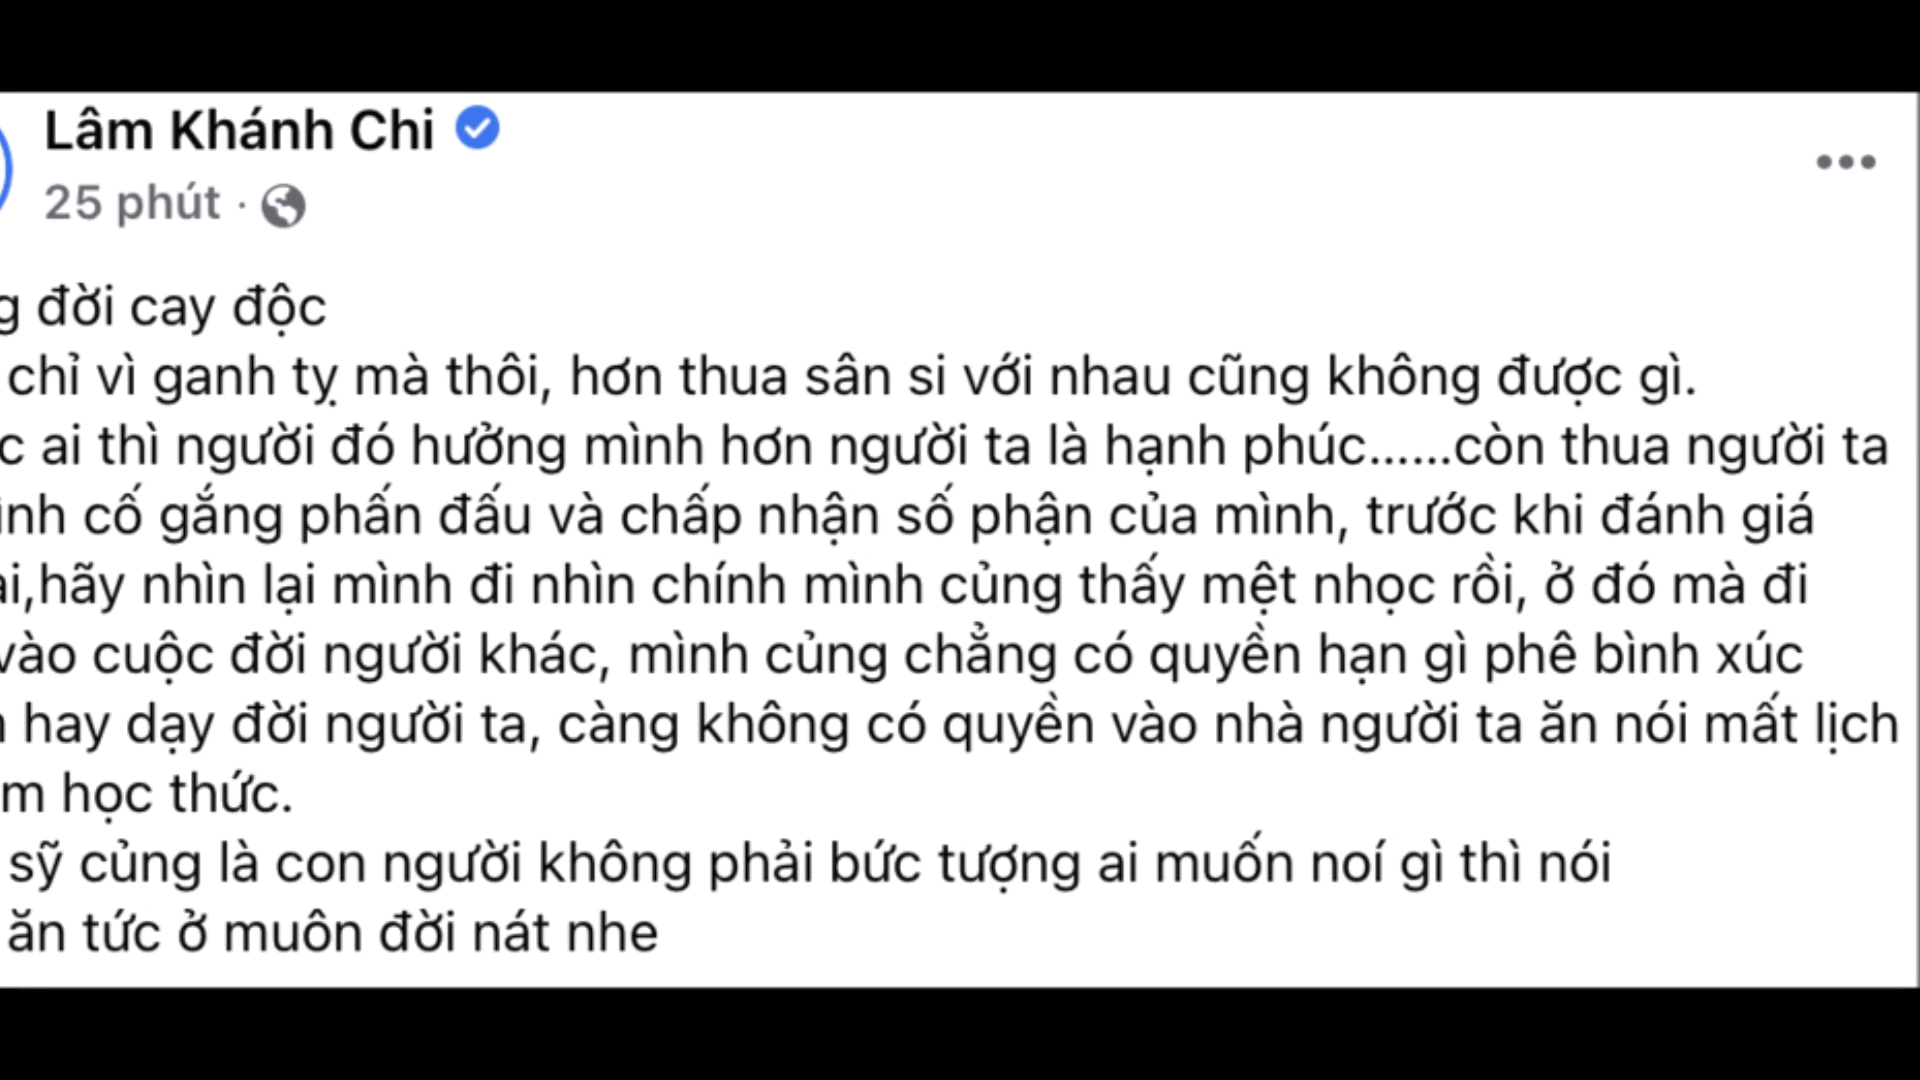 Lâm Khánh Chi
25 phút ·
đời cay độc
chỉ vì ganh tỵ mà thôi, hơn thua sân si với nhau cũng không được gì.
ai thì người đó hưởng mình hơn người ta là hạnh phúc......còn thua người ta
cố gắng phấn đấu và chấp nhận số phận của mình, trước khi đánh giá
ai,hãy nhìn lại mình đi nhìn chính mình củng thấy mệt nhọc rồi, ở đó mà đi
vào cuộc đời người khác, mình củng chẳng có quyền hạn gì phê bình xúc
hay dạy đời người ta, càng không có quyền vào nhà người ta ăn nói mất lịch
học thức.
sỹ củng là con người không phải bức tượng ai muốn noí gì thì nói
ăn tức ở muôn đời nát nhe